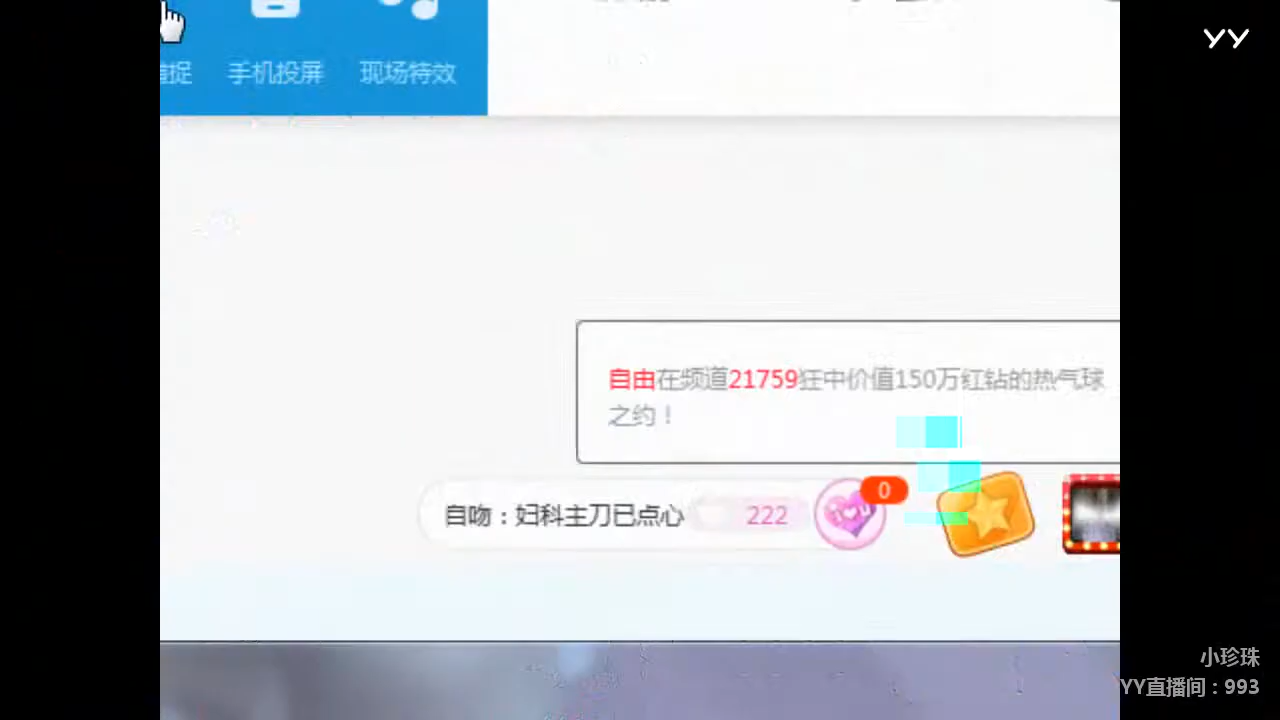 YY
捉
手机投屏
现场特效
自由在频道21759狂中价值150万红钻的热气球
之约！
自吻：妇科主刀已点心
222
0
小珍珠
YY直播间：993